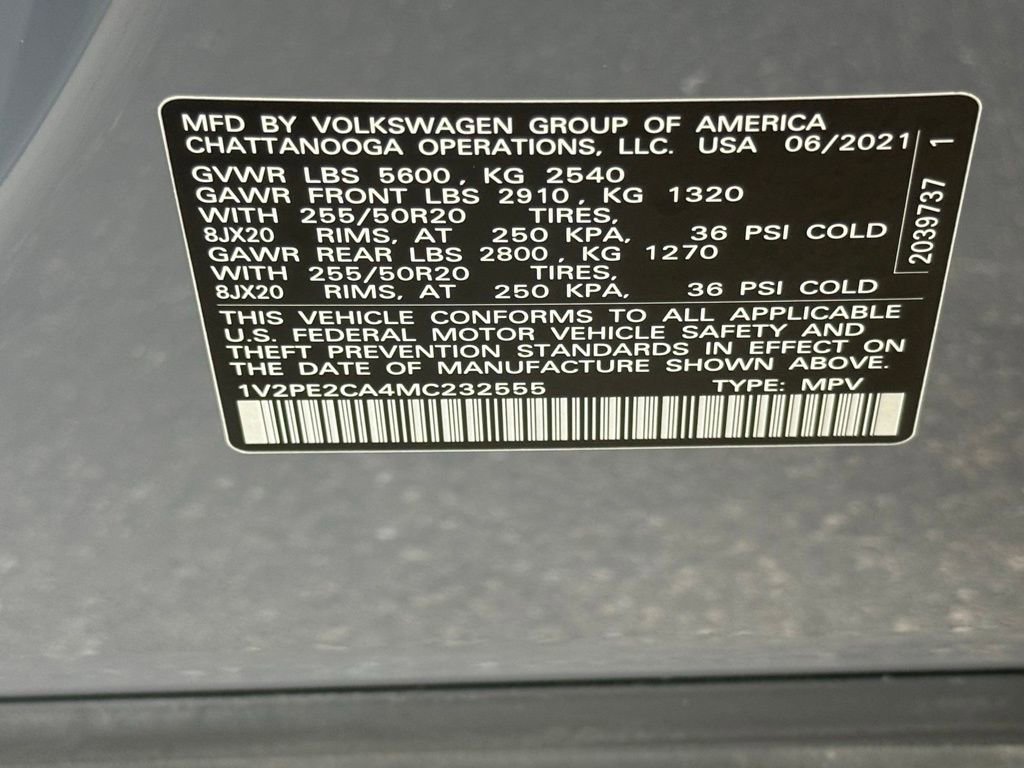 MFD BY VOLKSWAGEN GROUP OF AMERICA
CHATTANOOGA OPERATIONS, LLC. USA 06/2021
GVWR LBS 5600, KG 2540
GAWR FRONT LBS 2910, KG 1320
WITH 255/50R20 TIRES,
8JX20 RIMS, AT 250 KPA, 36 PSI COLD
GAWR REAR LBS 2800, KG 1270
WITH 255/50R20 TIRES,
8JX20 RIMS, AT 250 KPA, 36 PSI COLD
2039737 1
THIS VEHICLE CONFORMS TO ALL APPLICABLE
U.S. FEDERAL MOTOR VEHICLE SAFETY AND
THEFT PREVENTION STANDARDS IN EFFECT ON
THE DATE OF MANUFACTURE SHOWN ABOVE.
1V2PE2CA4MC232555 TYPE: MPV